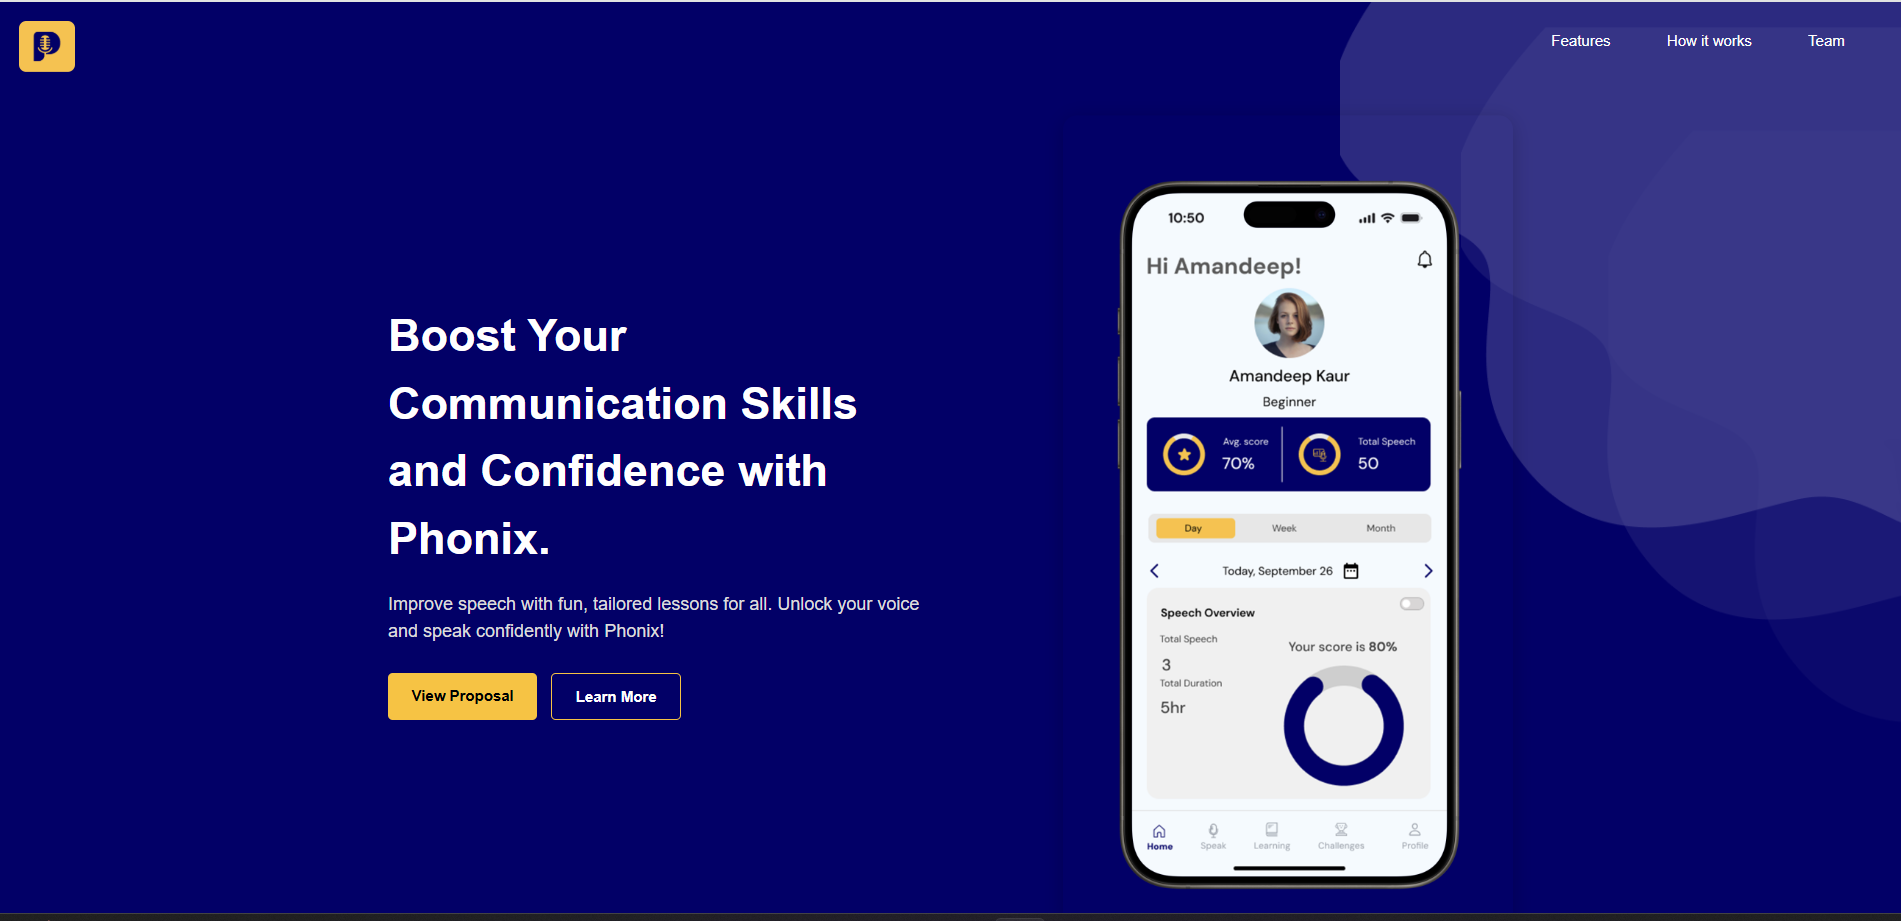 P
Features How it works Team
Boost Your
Communication Skills
and Confidence with
Phonix.
Improve speech with fun, tailored lessons for all. Unlock your voice
and speak confidently with Phonix!
View Proposal Learn More
10:50
Hi Amandeep!
Amandeep Kaur
Beginner
Avg. score
70%
Total Speech
50
Day Week Month
Today, September 26
Speech Overview
Total Speech
3
Total Duration
5hr
Your score is 80%
Home Speak Learning Challenges Profile